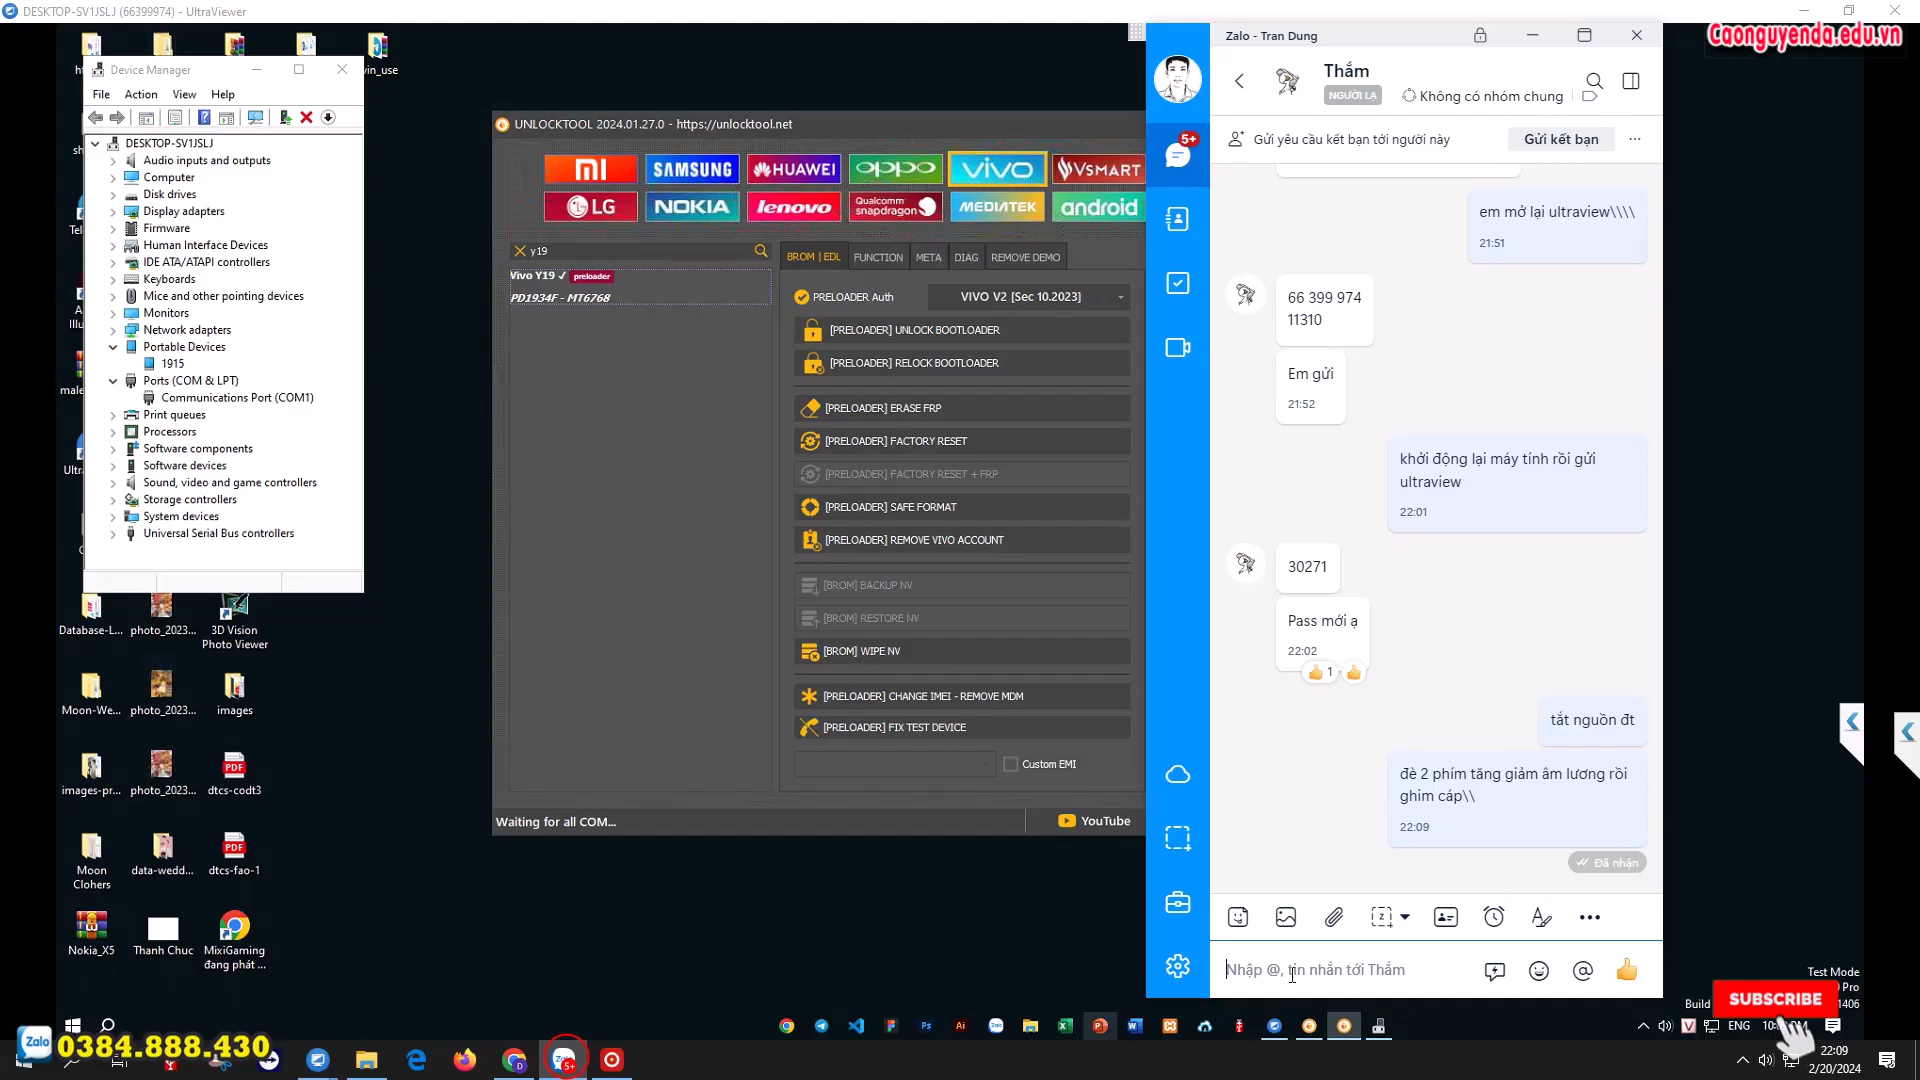 DESKTOP-SV1JSLJ (66399974) - UltraViewer
Caonguyenda.edu.vn
vin_use
Device Manager
File Action View Help
DESKTOP-SV1JSLJ
Audio inputs and outputs
Computer
Disk drives
Display adapters
Firmware
Human Interface Devices
IDE ATA/ATAPI controllers
Keyboards
Mice and other pointing devices
Monitors
Network adapters
Portable Devices
1915
Ports (COM & LPT)
Communications Port (COM1)
Print queues
Processors
Software components
Software devices
Sound, video and game controllers
Storage controllers
System devices
Universal Serial Bus controllers
Database-L...
photo_2023...
3D Vision
Photo Viewer
Moon-We...
photo_2023...
images
images-pr...
photo_2023...
dtcs-codt3
Moon
Clohers
data-wedd...
dtcs-fao-1
Nokia_X5
Thanh Chuc
MixiGaming
đang phát ...
UNLOCKTOOL 2024.01.27.0 - https://unlocktool.net
MI SAMSUNG HUAWEI OPPO VIVO VSMART
LG NOKIA lenovo Qualcomm snapdragon MEDIATEK android
y19
Vivo Y19 ✓ preloader
PD1934F - MT6768
BROM | EDL FUNCTION META DIAG REMOVE DEMO
PRELOADER Auth
VIVO V2 [Sec 10.2023]
[PRELOADER] UNLOCK BOOTLOADER
[PRELOADER] RELOCK BOOTLOADER
[PRELOADER] ERASE FRP
[PRELOADER] FACTORY RESET
[PRELOADER] FACTORY RESET + FRP
[PRELOADER] SAFE FORMAT
[PRELOADER] REMOVE VIVO ACCOUNT
[BROM] BACKUP NV
[BROM] RESTORE NV
[BROM] WIPE NV
[PRELOADER] CHANGE IMEI - REMOVE MDM
[PRELOADER] FIX TEST DEVICE
Custom EMI
Waiting for all COM...
YouTube
Zalo - Tran Dung
5+
Thắm
NGƯỜI LẠ
Không có nhóm chung
Gửi yêu cầu kết bạn tới người này
Gửi kết bạn
em mở lại ultraview\\\\
21:51
66 399 974
11310
Em gửi
21:52
khởi động lại máy tính rồi gửi
ultraview
22:01
30271
Pass mới ạ
22:02
1
tắt nguồn đt
đè 2 phím tăng giảm âm lương rồi
ghim cáp\\
22:09
Đã nhận
Nhập @, tin nhắn tới Thắm
Test Mode
Build
1406
SUBSCRIBE
ENG
Zalo
0384.888.430
22:09
2/20/2024